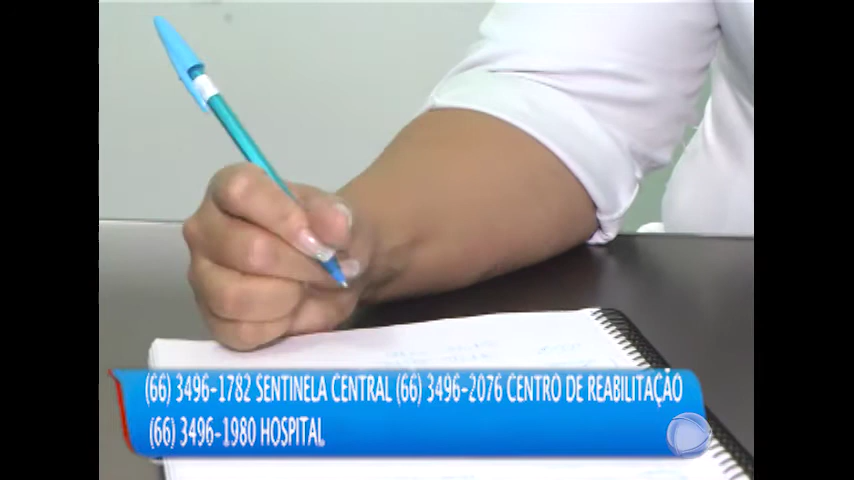 (66) 3496-1782 SENTINELA CENTRAL (66) 3496-2076 CENTRO DE REABILITAÇÃO
(66) 3496-1980 HOSPITAL